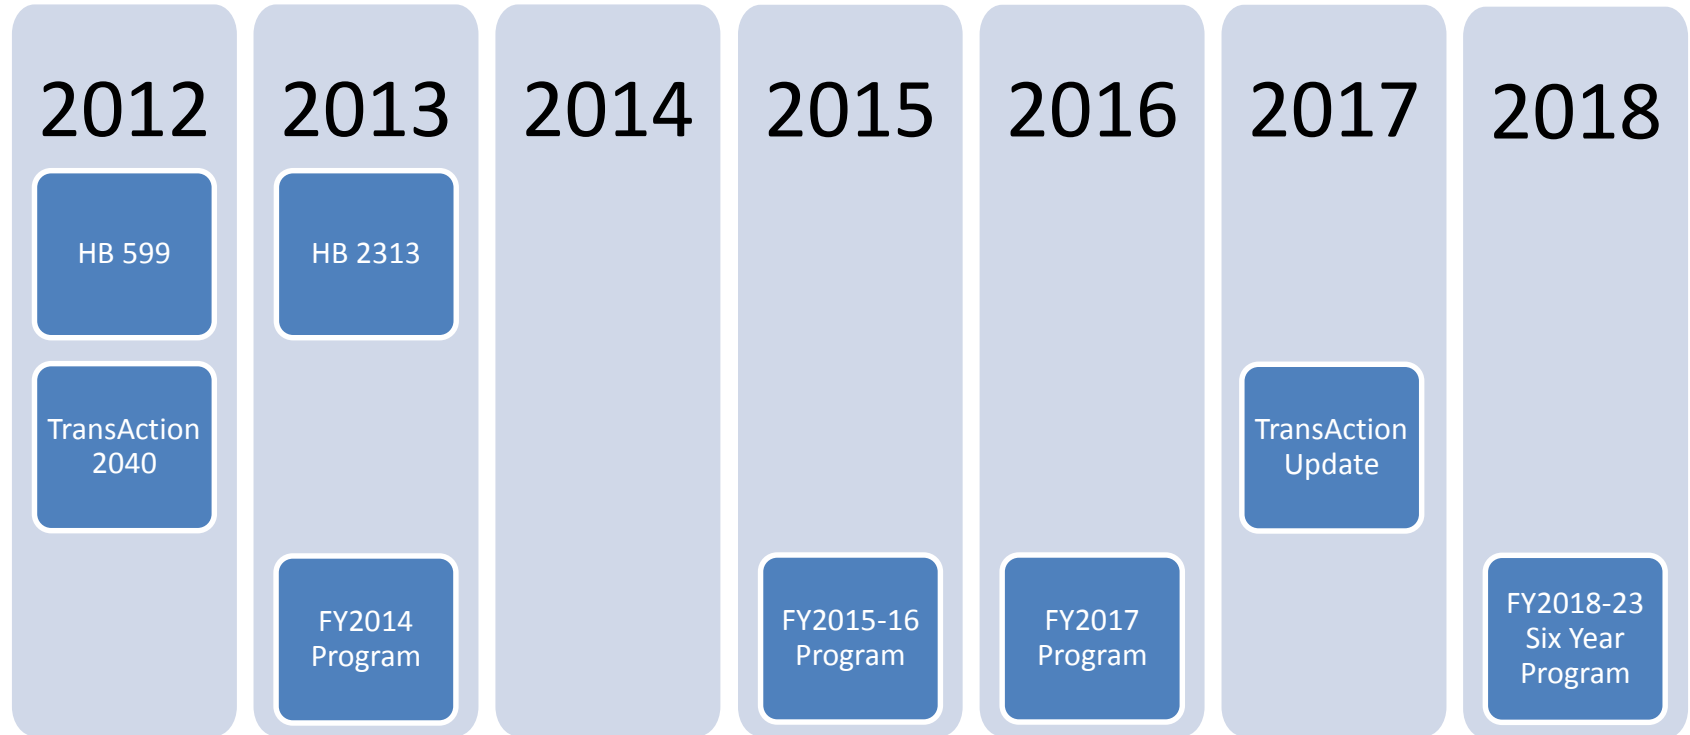 2012
2013
2014
2015
2016
2017
2018
HB 599
HB 2313
TransAction
2040
TransAction
Update
FY2014
Program
FY2015-16
Program
FY2017
Program
FY2018-23
Six Year
Program